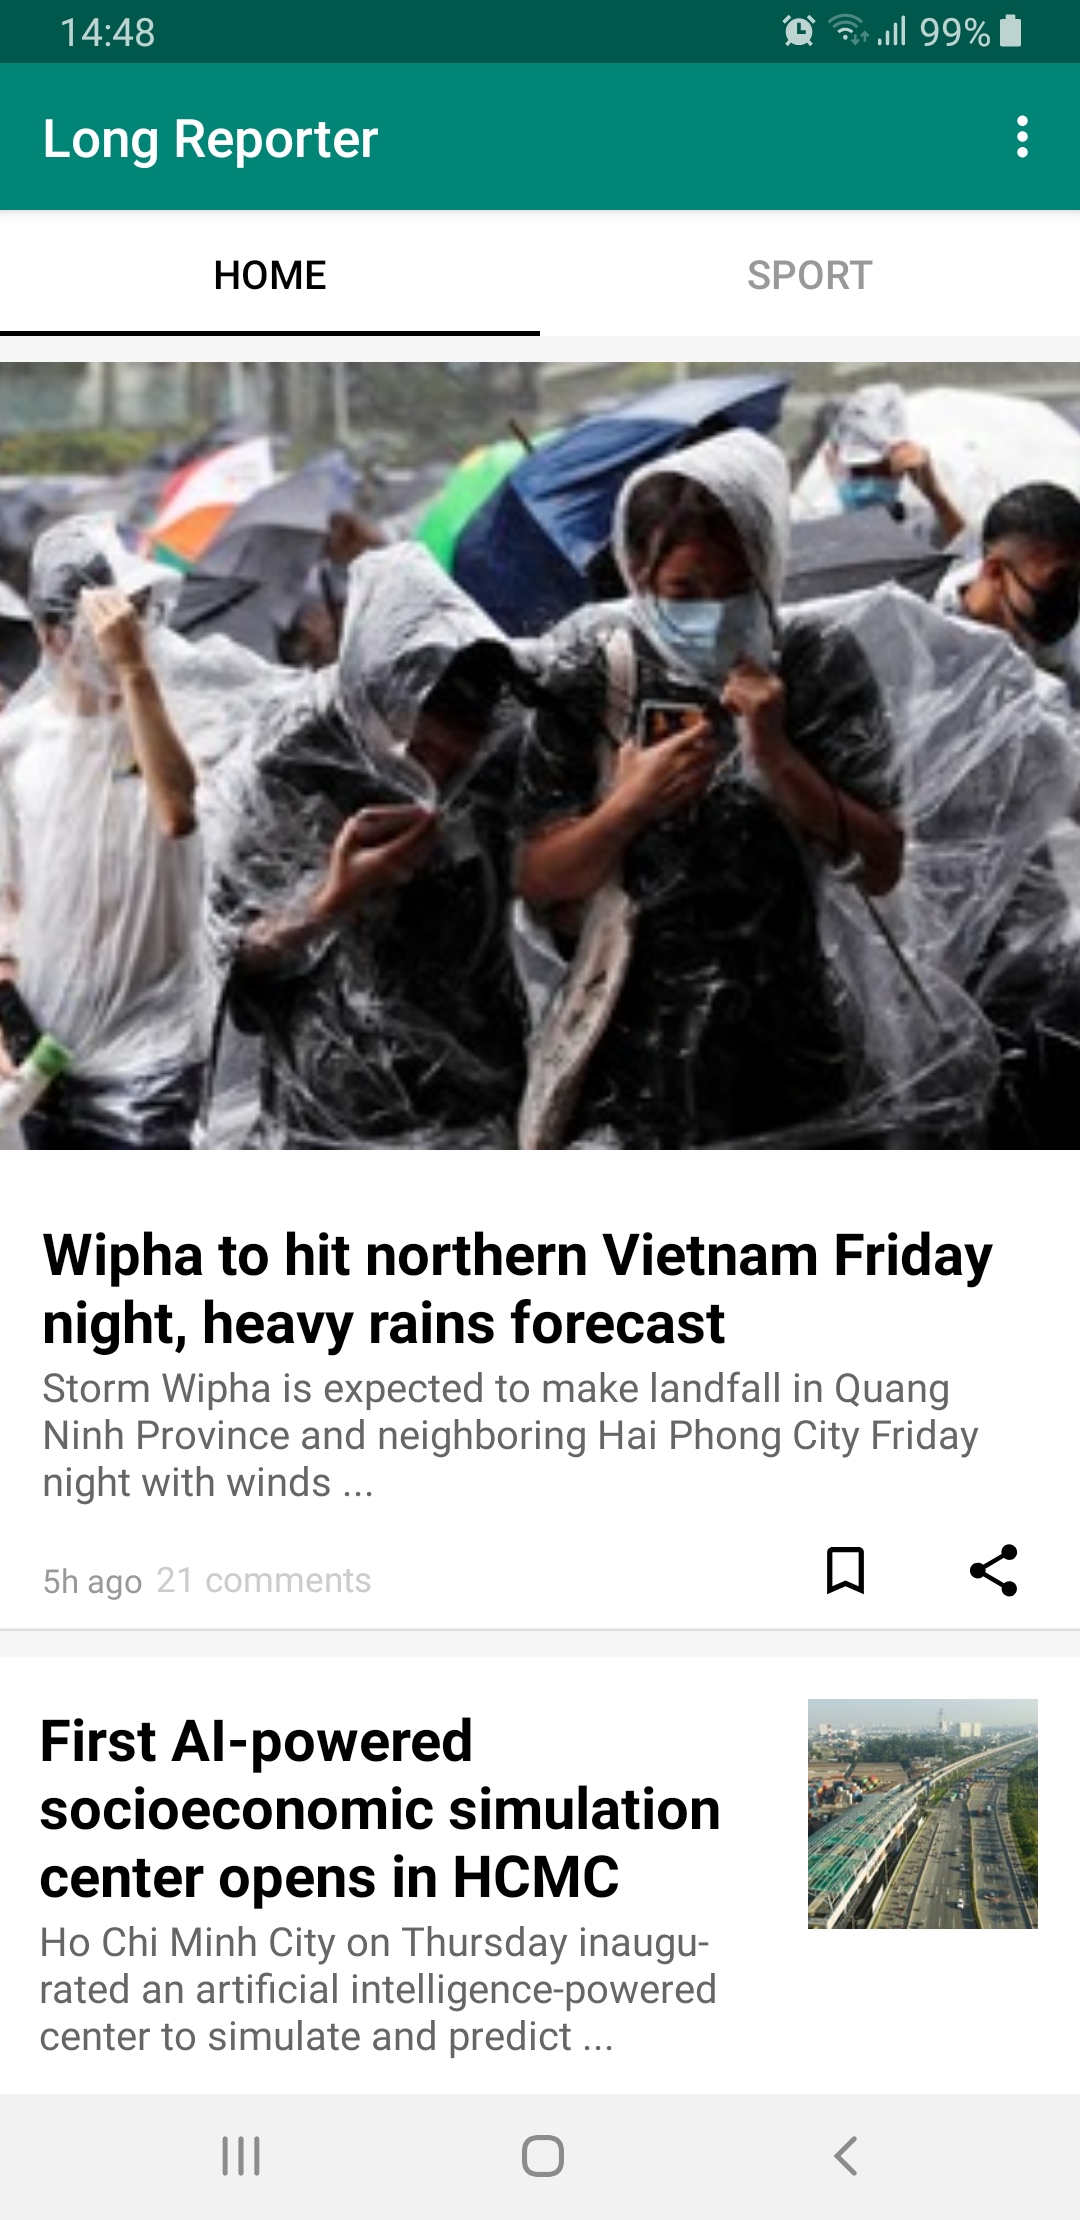 14:48
99%
Long Reporter
HOME
SPORT
Wipha to hit northern Vietnam Friday
night, heavy rains forecast
Storm Wipha is expected to make landfall in Quang
Ninh Province and neighboring Hai Phong City Friday
night with winds ...
5h ago 21 comments
First AI-powered
socioeconomic simulation
center opens in HCMC
Ho Chi Minh City on Thursday inaugu-
rated an artificial intelligence-powered
center to simulate and predict ...